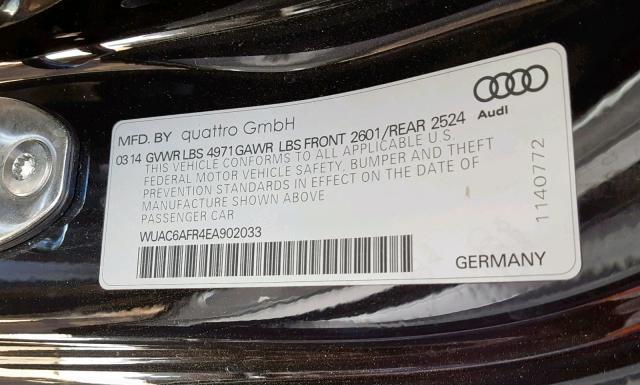 Audi
MFD. BY quattro GmbH
0314 GVWR LBS 4971 GAWR LBS FRONT 2601/REAR 2524
THIS VEHICLE CONFORMS TO ALL APPLICABLE U.S.
FEDERAL MOTOR VEHICLE SAFETY, BUMPER AND THEFT
PREVENTION STANDARDS IN EFFECT ON THE DATE OF
MANUFACTURE SHOWN ABOVE
PASSENGER CAR
WUAC6AFR4EA902033
GERMANY
1140772